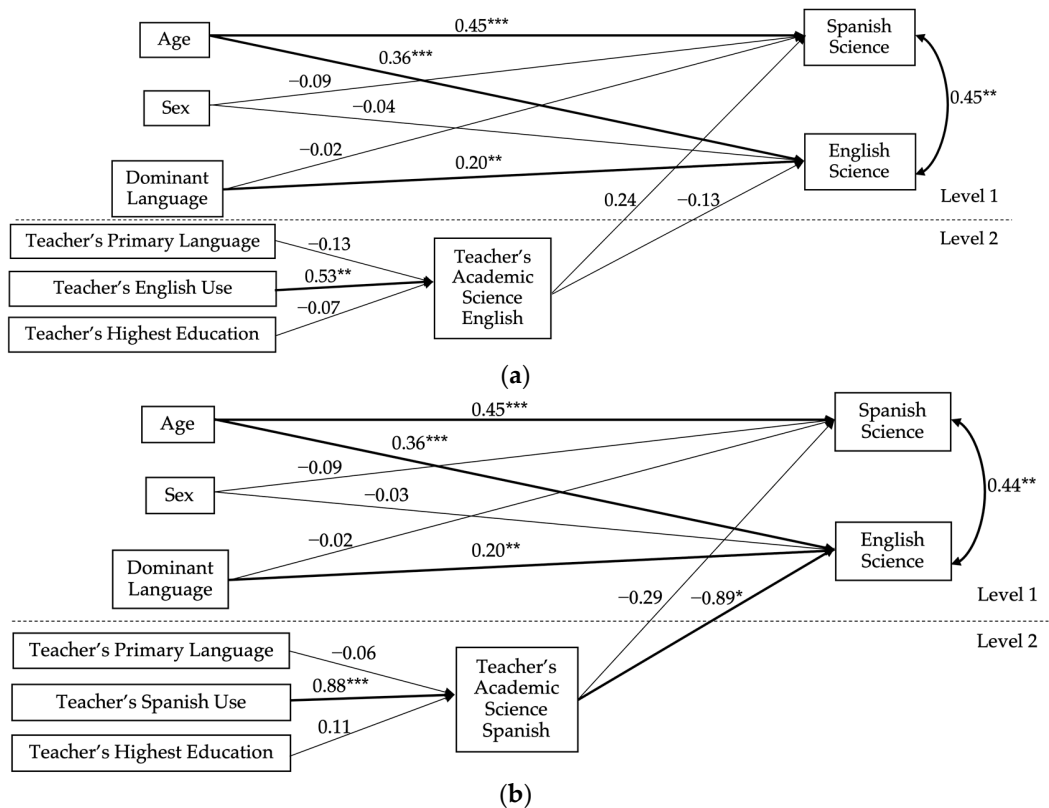 Age
0.45***
Spanish
Science
0.36***
−0.09
Sex
−0.04
0.45**
−0.02
Dominant
Language
0.20**
English
Science
0.24
−0.13
Level 1
Level 2
Teacher's Primary Language
−0.13
Teacher's English Use
0.53**
Teacher's Highest Education
−0.07
Teacher's
Academic
Science
English
(a)
Age
0.45***
Spanish
Science
0.36***
−0.09
Sex
−0.03
0.44**
−0.02
Dominant
Language
0.20**
English
Science
−0.29
−0.89*
Level 1
Level 2
Teacher's Primary Language
−0.06
Teacher's Spanish Use
0.88***
Teacher's Highest Education
0.11
Teacher's
Academic
Science
Spanish
(b)